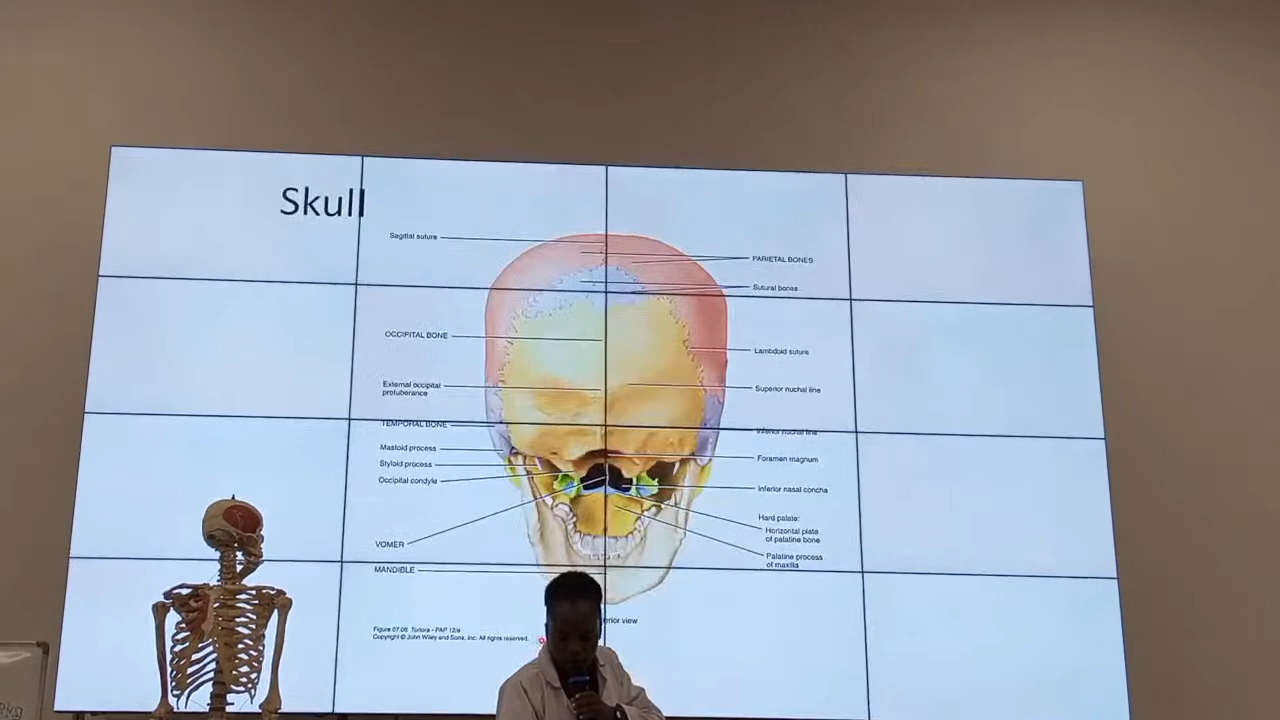 Skull
Sagittal suture
PARIETAL BONES
Sutural bones
OCCIPITAL BONE
Lambdoid suture
External occipital
protuberance
Superior nuchal line
TEMPORAL BONE
Inferior nuchal line
Mastoid process
Foramen magnum
Styloid process
Occipital condyle
Inferior nasal concha
Hard palate:
Horizontal plate
of palatine bone
VOMER
Palatine process
of maxilla
MANDIBLE
erior view
Figure 07.06 Tortora - PAP 12/e
Copyright © John Wiley and Sons, Inc. All rights reserved.